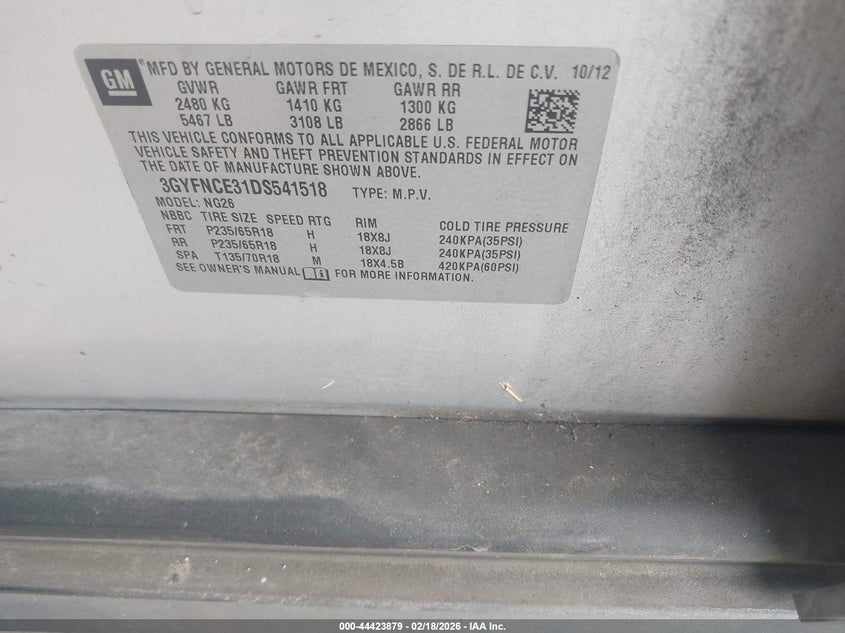 GM ® MFD BY GENERAL MOTORS DE MEXICO, S. DE R.L. DE C.V. 10/12
GVWR GAWR FRT GAWR RR
2480 KG 1410 KG 1300 KG
5467 LB 3108 LB 2866 LB
THIS VEHICLE CONFORMS TO ALL APPLICABLE U.S. FEDERAL MOTOR
VEHICLE SAFETY AND THEFT PREVENTION STANDARDS IN EFFECT ON
THE DATE OF MANUFACTURE SHOWN ABOVE.
3GYFNCE31DS541518 TYPE: M.P.V.
MODEL: NG26
NBBC TIRE SIZE SPEED RTG RIM COLD TIRE PRESSURE
FRT P235/65R18 H 18X8J 240KPA(35PSI)
RR P235/65R18 H 18X8J 240KPA(35PSI)
SPA T135/70R18 M 18X4.5B 420KPA(60PSI)
SEE OWNER'S MANUAL FOR MORE INFORMATION.
000-44423879 - 02/18/2026 - IAA Inc.